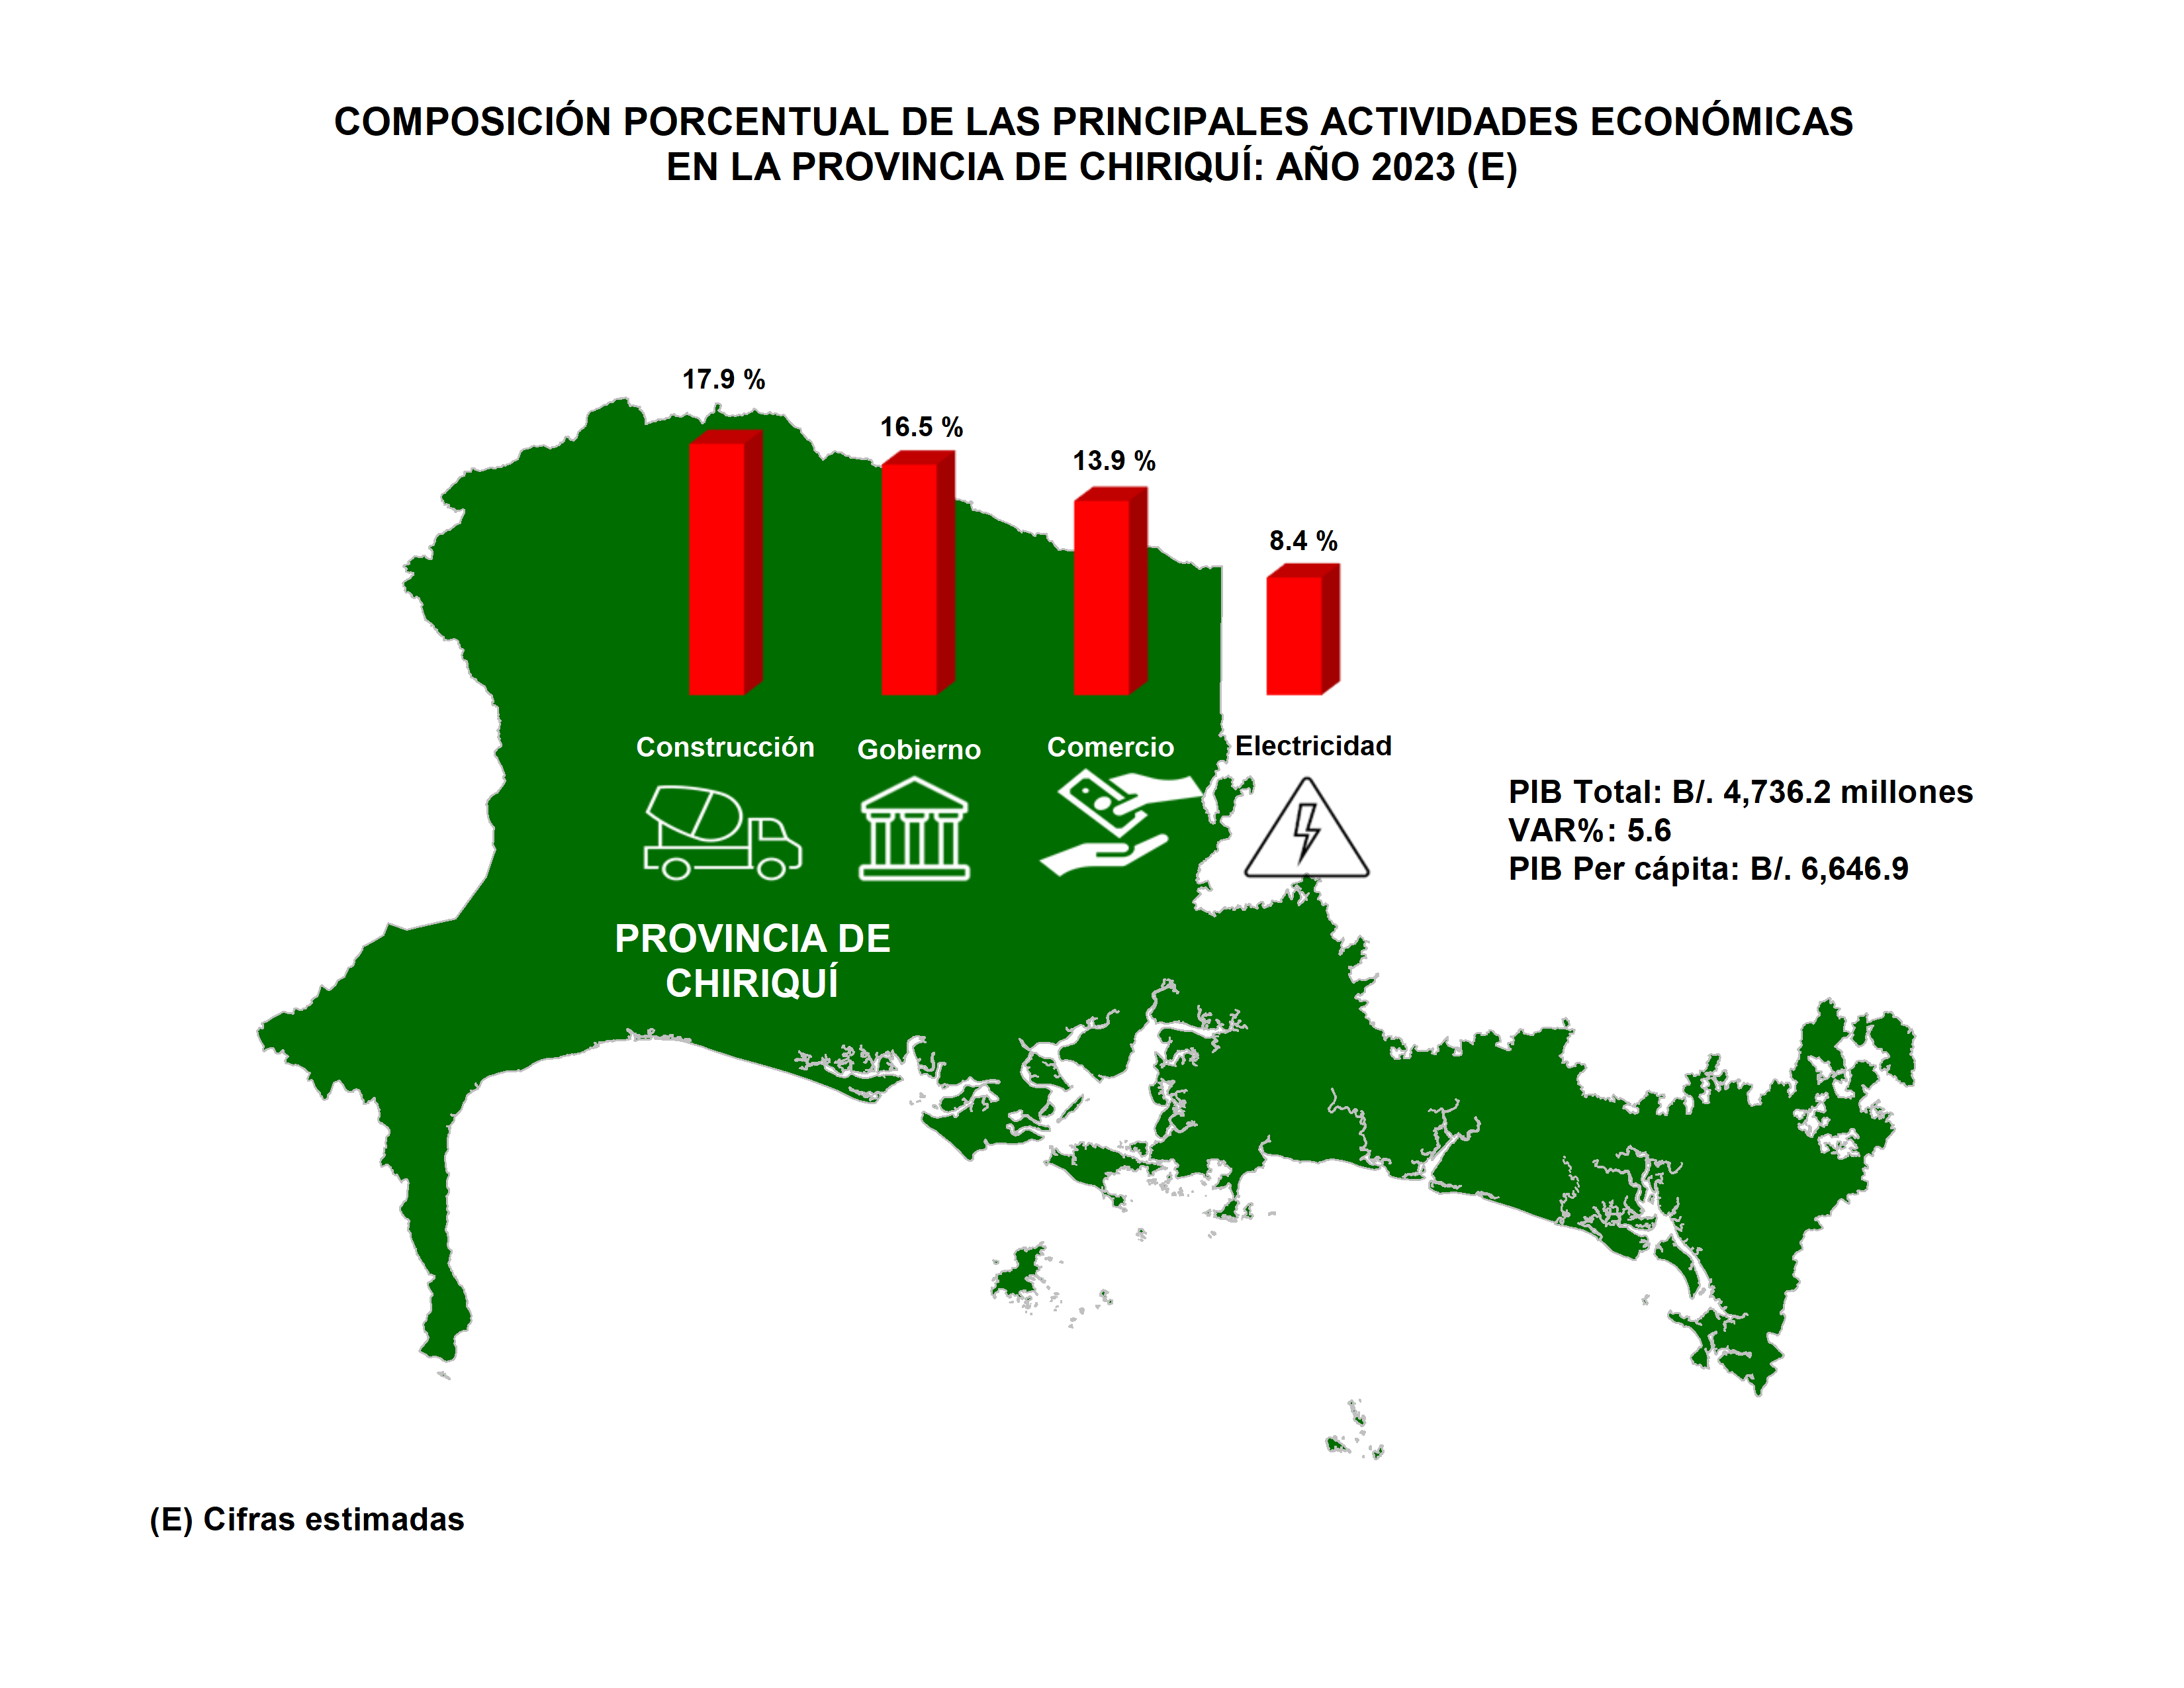 COMPOSICIÓN PORCENTUAL DE LAS PRINCIPALES ACTIVIDADES ECONÓMICAS
EN LA PROVINCIA DE CHIRIQUÍ: AÑO 2023 (E)
17.9 %
16.5 %
13.9 %
8.4 %
Construcción
Gobierno
Comercio
Electricidad
PIB Total: B/. 4,736.2 millones
VAR%: 5.6
PIB Per cápita: B/. 6,646.9
PROVINCIA DE
CHIRIQUÍ
(E) Cifras estimadas